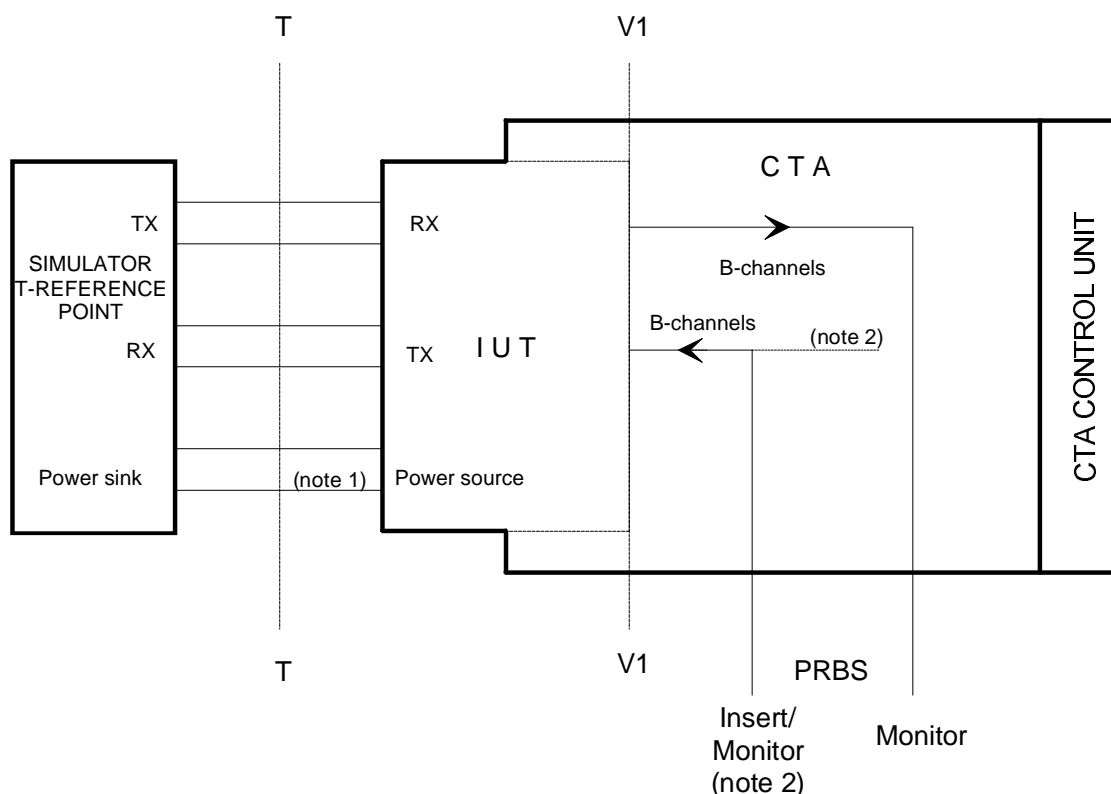 T
V1
C T A
TX
RX
SIMULATOR
T-REFERENCE
POINT
B-channels
B-channels
(note 2)
RX
TX
I U T
Power sink
(note 1)
Power source
CTA CONTROL UNIT
T
V1
PRBS
Insert/
Monitor
(note 2)
Monitor